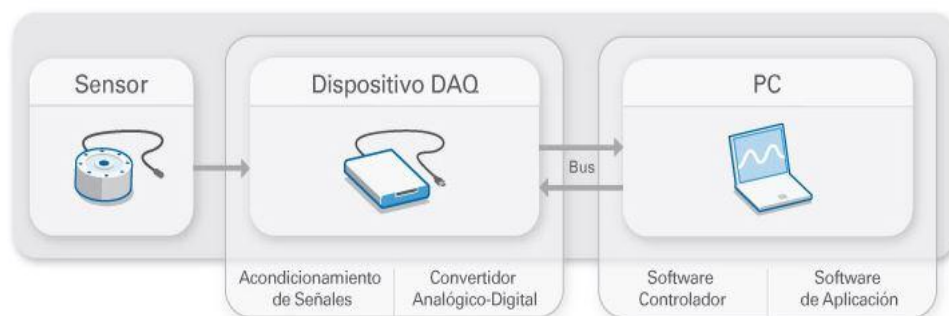 Sensor
Dispositivo DAQ
PC
Bus
Acondicionamiento
de Señales
Convertidor
Analógico-Digital
Software
Controlador
Software
de Aplicación